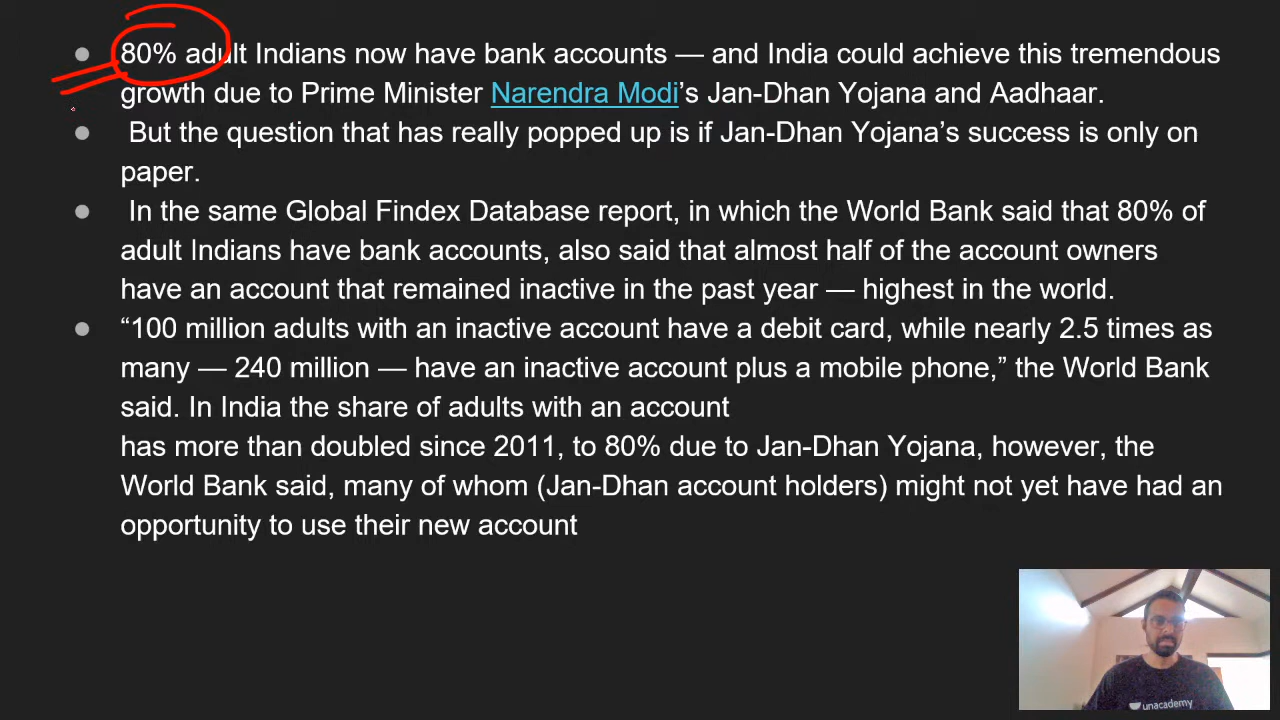 80% adult Indians now have bank accounts — and India could achieve this tremendous
growth due to Prime Minister Narendra Modi’s Jan-Dhan Yojana and Aadhaar.
But the question that has really popped up is if Jan-Dhan Yojana’s success is only on
paper.
In the same Global Findex Database report, in which the World Bank said that 80% of
adult Indians have bank accounts, also said that almost half of the account owners
have an account that remained inactive in the past year — highest in the world.
“100 million adults with an inactive account have a debit card, while nearly 2.5 times as
many — 240 million — have an inactive account plus a mobile phone,” the World Bank
said. In India the share of adults with an account
has more than doubled since 2011, to 80% due to Jan-Dhan Yojana, however, the
World Bank said, many of whom (Jan-Dhan account holders) might not yet have had an
opportunity to use their new account
unacademy